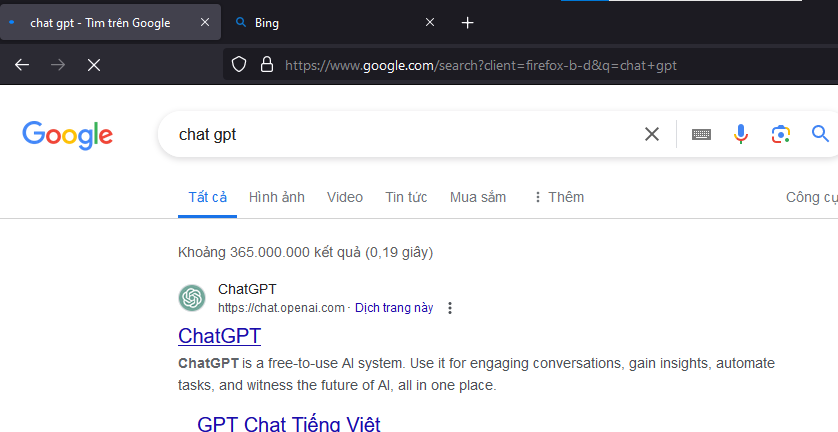 chat gpt - Tìm trên Google
Bing
https://www.google.com/search?client=firefox-b-d&q=chat+gpt
Google
chat gpt
Tất cả Hình ảnh Video Tin tức Mua sắm Thêm Công cụ
Khoảng 365.000.000 kết quả (0,19 giây)
ChatGPT
https://chat.openai.com · Dịch trang này
ChatGPT
ChatGPT is a free-to-use AI system. Use it for engaging conversations, gain insights, automate
tasks, and witness the future of AI, all in one place.
GPT Chat Tiếng Việt